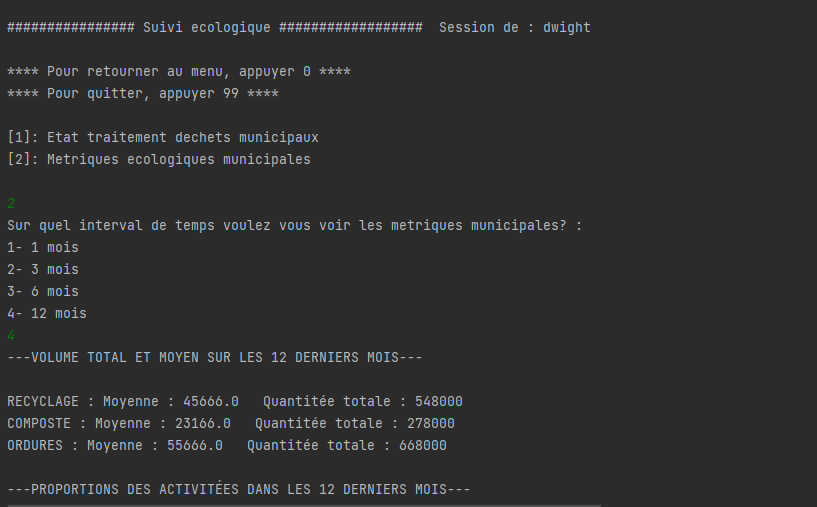 ################ Suivi ecologique ################## Session de : dwight
**** Pour retourner au menu, appuyer 0 ****
**** Pour quitter, appuyer 99 ****
[1]: Etat traitement dechets municipaux
[2]: Metriques ecologiques municipales
2
Sur quel interval de temps voulez vous voir les metriques municipales? :
1- 1 mois
2- 3 mois
3- 6 mois
4- 12 mois
4
---VOLUME TOTAL ET MOYEN SUR LES 12 DERNIERS MOIS---
RECYCLAGE : Moyenne : 45666.0 Quantitée totale : 548000
COMPOSTE : Moyenne : 23166.0 Quantitée totale : 278000
ORDURES : Moyenne : 55666.0 Quantitée totale : 668000
---PROPORTIONS DES ACTIVITÉES DANS LES 12 DERNIERS MOIS---